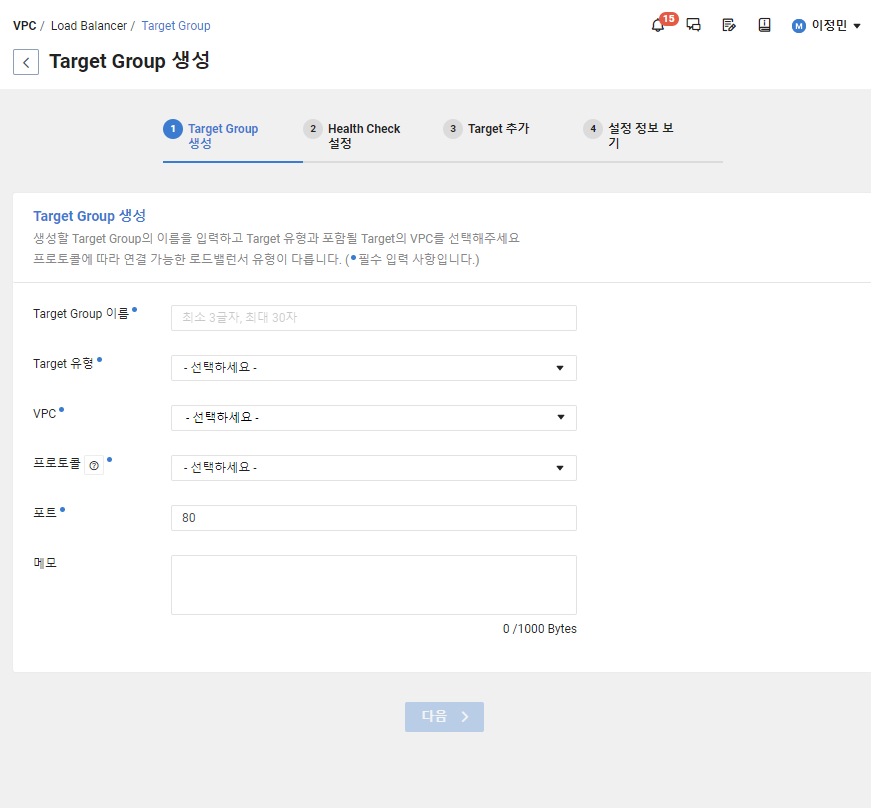 VPC / Load Balancer / Target Group
15
M 이정민
Target Group 생성
1 Target Group
생성
2 Health Check
설정
3 Target 추가
4 설정 정보 보
기
Target Group 생성
생성할 Target Group의 이름을 입력하고 Target 유형과 포함될 Target의 VPC를 선택해주세요
프로토콜에 따라 연결 가능한 로드밸런서 유형이 다릅니다. (•필수 입력 사항입니다.)
Target Group 이름•
최소 3글자, 최대 30자
Target 유형•
- 선택하세요 -
VPC•
- 선택하세요 -
프로토콜 ? •
- 선택하세요 -
포트•
80
메모
0 /1000 Bytes
다음 >